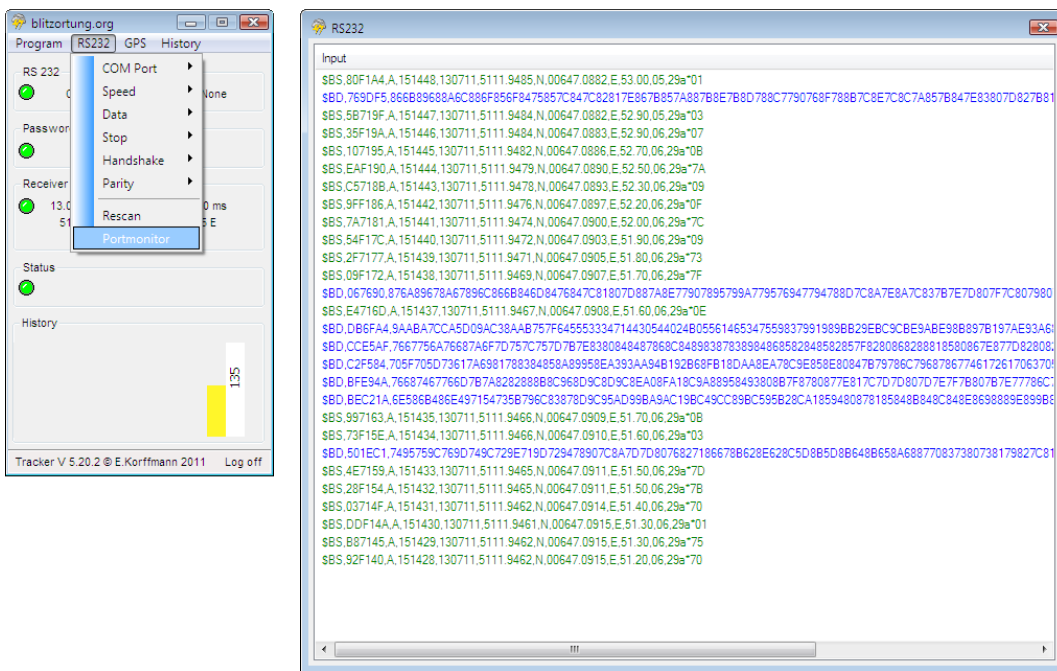 blitzortung.org
Program RS232 GPS History
RS 232
COM Port
Speed
None
Data
Password
Stop
Handshake
Receiver
Parity
13.0
0 ms
51
5 E
Rescan
Portmonitor
Status
History
135
Tracker V 5.20.2 © E.Korffmann 2011 Log off
RS232
Input
$BS,80F1A4,A,151448,130711,5111.9485,N,00647.0882,E,53.00,05,29a*01
$BD,769DF5,866B89688A6C886F856F8475857C847C82817E867B857A887B8E7B8D788C7790768F788B7C8E7C8C7A857B847E83807D827B81
$BS,5B719F,A,151447,130711,5111.9484,N,00647.0882,E,52.90,05,29a*03
$BS,35F19A,A,151446,130711,5111.9484,N,00647.0883,E,52.90,06,29a*07
$BS,107195,A,151445,130711,5111.9482,N,00647.0886,E,52.70,06,29a*0B
$BS,EAF190,A,151444,130711,5111.9479,N,00647.0890,E,52.50,06,29a*7A
$BS,C5718B,A,151443,130711,5111.9478,N,00647.0893,E,52.30,06,29a*09
$BS,9FF186,A,151442,130711,5111.9476,N,00647.0897,E,52.20,06,29a*0F
$BS,7A7181,A,151441,130711,5111.9474,N,00647.0900,E,52.00,06,29a*7C
$BS,54F17C,A,151440,130711,5111.9472,N,00647.0903,E,51.90,06,29a*09
$BS,2F7177,A,151439,130711,5111.9471,N,00647.0905,E,51.80,06,29a*73
$BS,09F172,A,151438,130711,5111.9469,N,00647.0907,E,51.70,06,29a*7F
$BD,067690,876A89678A67896C866B846D8476847C81807D887A8E77907895799A779576947794788D7C8A7E8A7C837B7E7D807F7C807980
$BS,E4716D,A,151437,130711,5111.9467,N,00647.0908,E,51.60,06,29a*0E
$BS,997163,A,151435,130711,5111.9466,N,00647.0909,E,51.70,06,29a*0B
$BS,73F15E,A,151434,130711,5111.9466,N,00647.0910,E,51.60,06,29a*03
$BS,4E7159,A,151433,130711,5111.9465,N,00647.0911,E,51.50,06,29a*7D
$BS,28F154,A,151432,130711,5111.9465,N,00647.0911,E,51.50,06,29a*7B
$BS,03714F,A,151431,130711,5111.9462,N,00647.0914,E,51.40,06,29a*70
$BS,DDF14A,A,151430,130711,5111.9461,N,00647.0915,E,51.30,06,29a*01
$BS,B87145,A,151429,130711,5111.9462,N,00647.0915,E,51.30,06,29a*75
$BS,92F140,A,151428,130711,5111.9462,N,00647.0915,E,51.20,06,29a*70